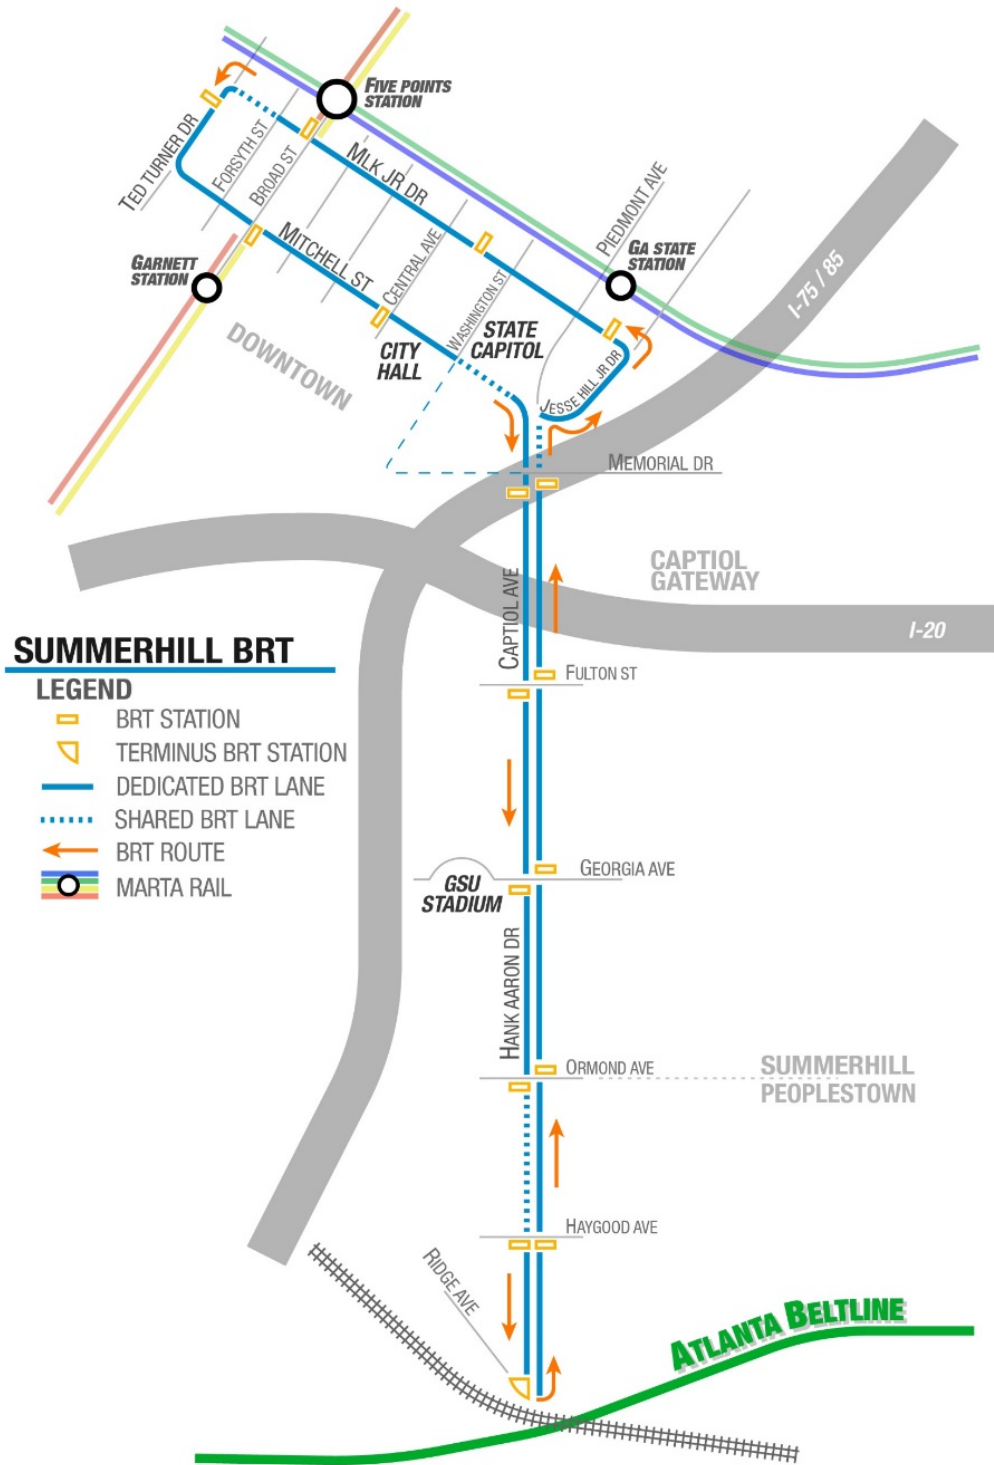 FIVE POINTS
STATION
TED TURNER DR
FORSYTH ST
BROAD ST
MLK JR DR
PIEDMONT AVE
MITCHELL ST
CENTRAL AVE
WASHINGTON ST
GA STATE
STATION
GARNETT
STATION
I-75 / 85
DOWNTOWN
CITY
HALL
STATE
CAPITOL
JESSE HILL JR DR
MEMORIAL DR
CAPTIOL AVE
CAPTIOL
GATEWAY
I-20
SUMMERHILL BRT
LEGEND
BRT STATION
TERMINUS BRT STATION
DEDICATED BRT LANE
SHARED BRT LANE
BRT ROUTE
MARTA RAIL
FULTON ST
GEORGIA AVE
GSU
STADIUM
HANK AARON DR
ORMOND AVE
SUMMERHILL
PEOPLESTOWN
HAYGOOD AVE
RIDGE AVE
ATLANTA BELTLINE